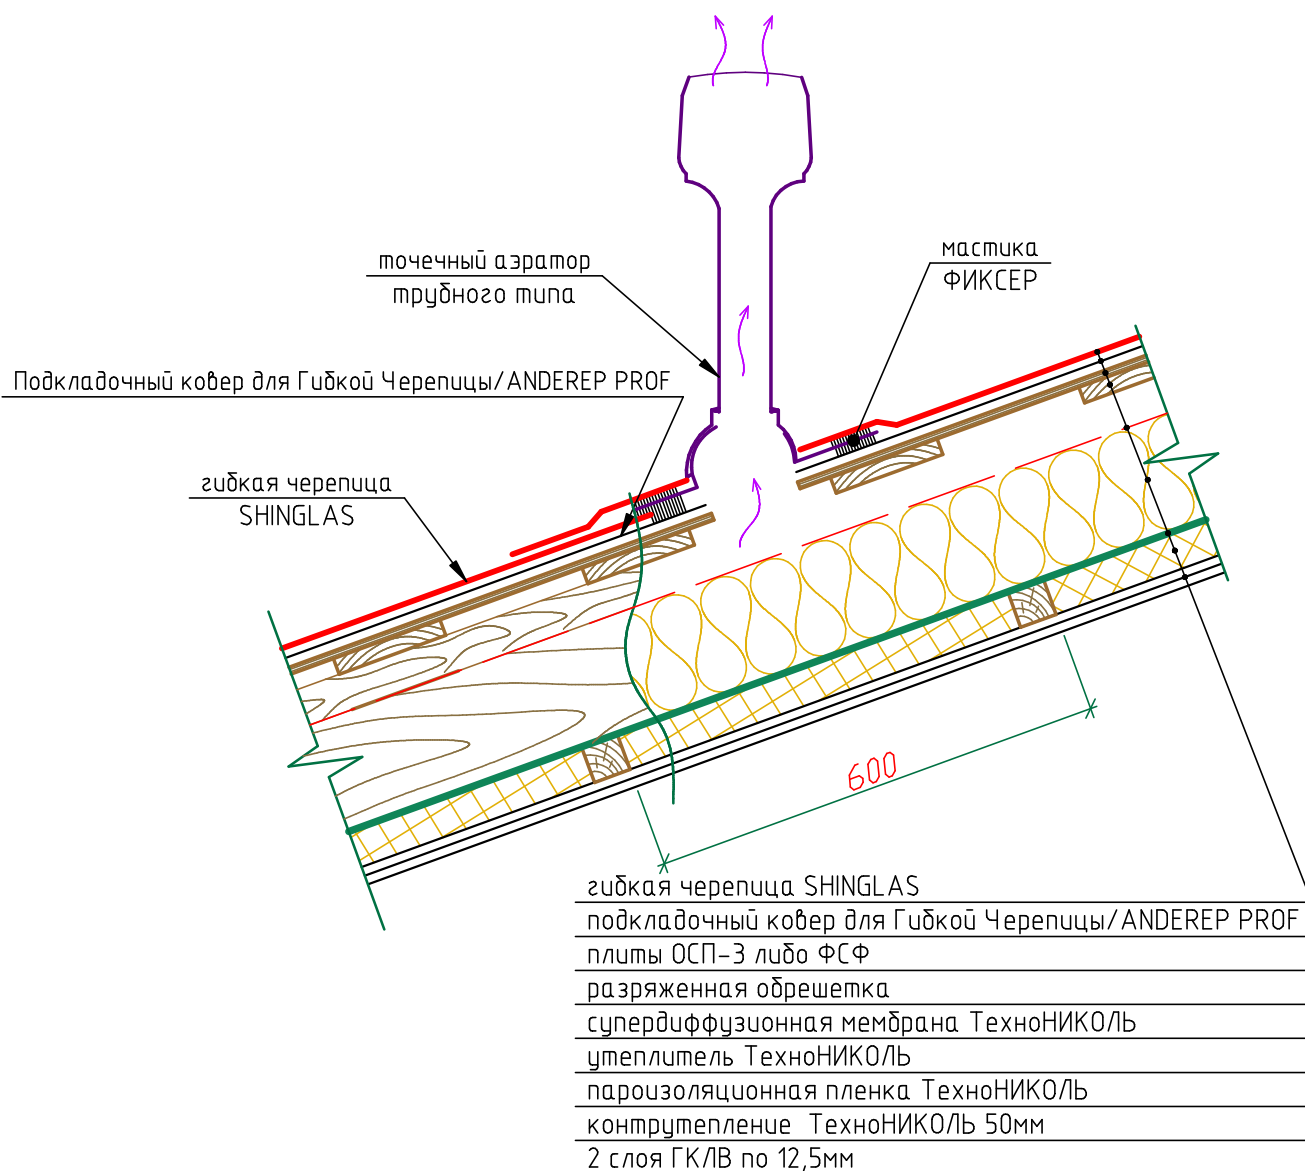 точечный аэратор
трубного типа
мастика
ФИКСЕР
Подкладочный ковер для Гибкой Черепицы/ANDEREP PROF
гибкая черепица
SHINGLAS
600
гибкая черепица SHINGLAS
подкладочный ковер для Гибкой Черепицы/ANDEREP PROF
плиты ОСП-3 либо ФСФ
разряженная обрешетка
супердиффузионная мембрана ТехноНИКОЛЬ
утеплитель ТехноНИКОЛЬ
пароизоляционная пленка ТехноНИКОЛЬ
контрутепление ТехноНИКОЛЬ 50мм
2 слоя ГКЛВ по 12,5мм